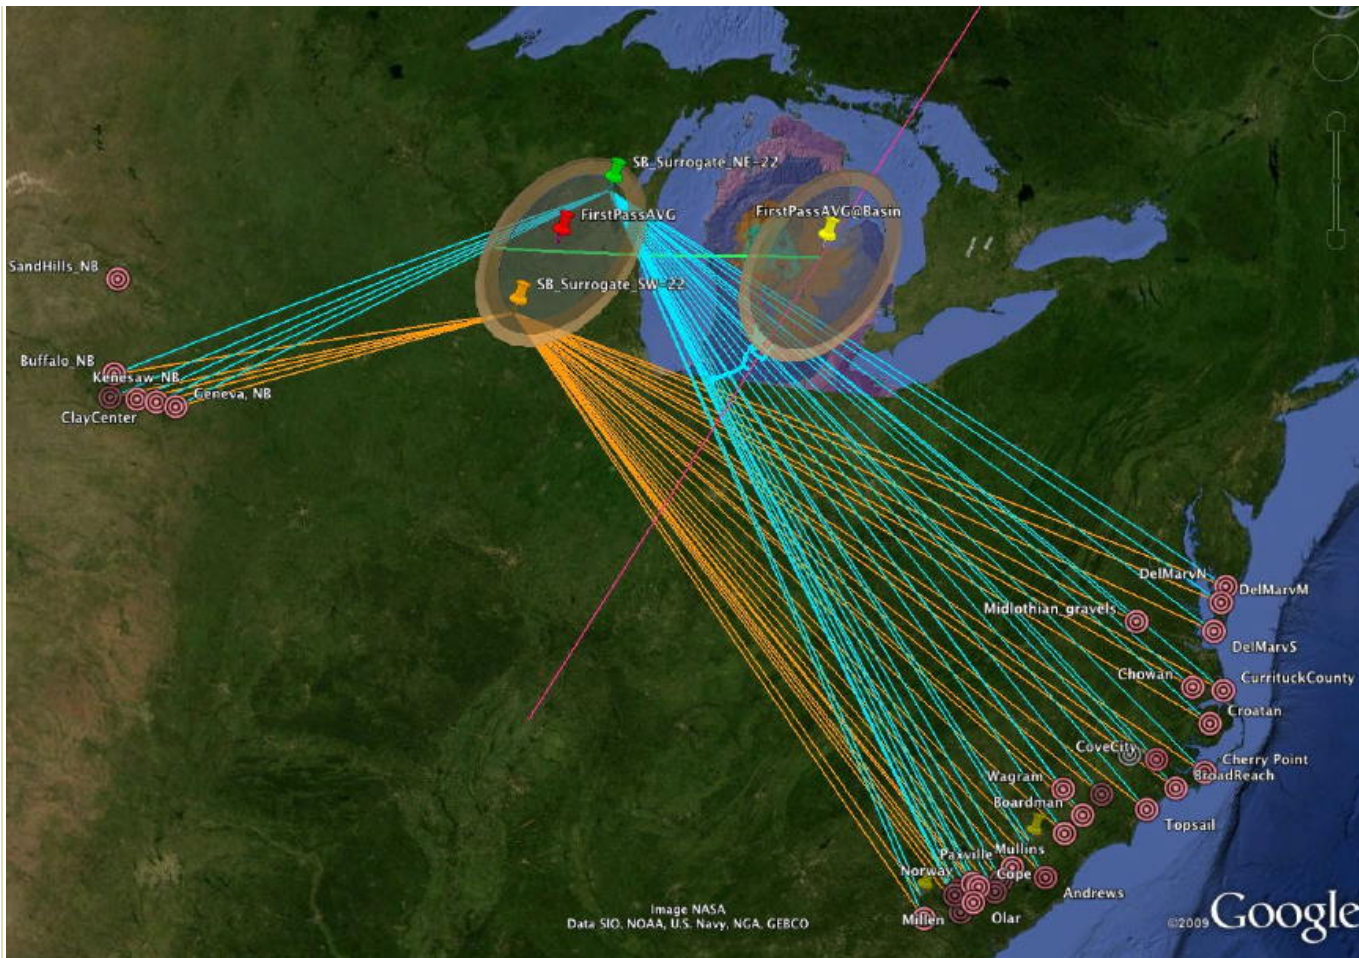 SB_Surrogate_NE-22
FirstPassAVG
FirstPassAVG@Basin
SandHills_NB
SB_Surrogate_SW-22
Buffalo_NB
Kenesaw_NB
Geneva, NB
ClayCenter
DelMarvN
DelMarvM
Midlothian_gravels
DelMarvS
Chowan
CurrituckCounty
Croatan
CoveCity
Cherry Point
Wagram
BroadReach
Boardman
Topsail
Mullins
Paxville
Norway
Cope
Andrews
Millen
Olar
Image NASA
Data SIO, NOAA, U.S. Navy, NGA, GEBCO
©2009 Google